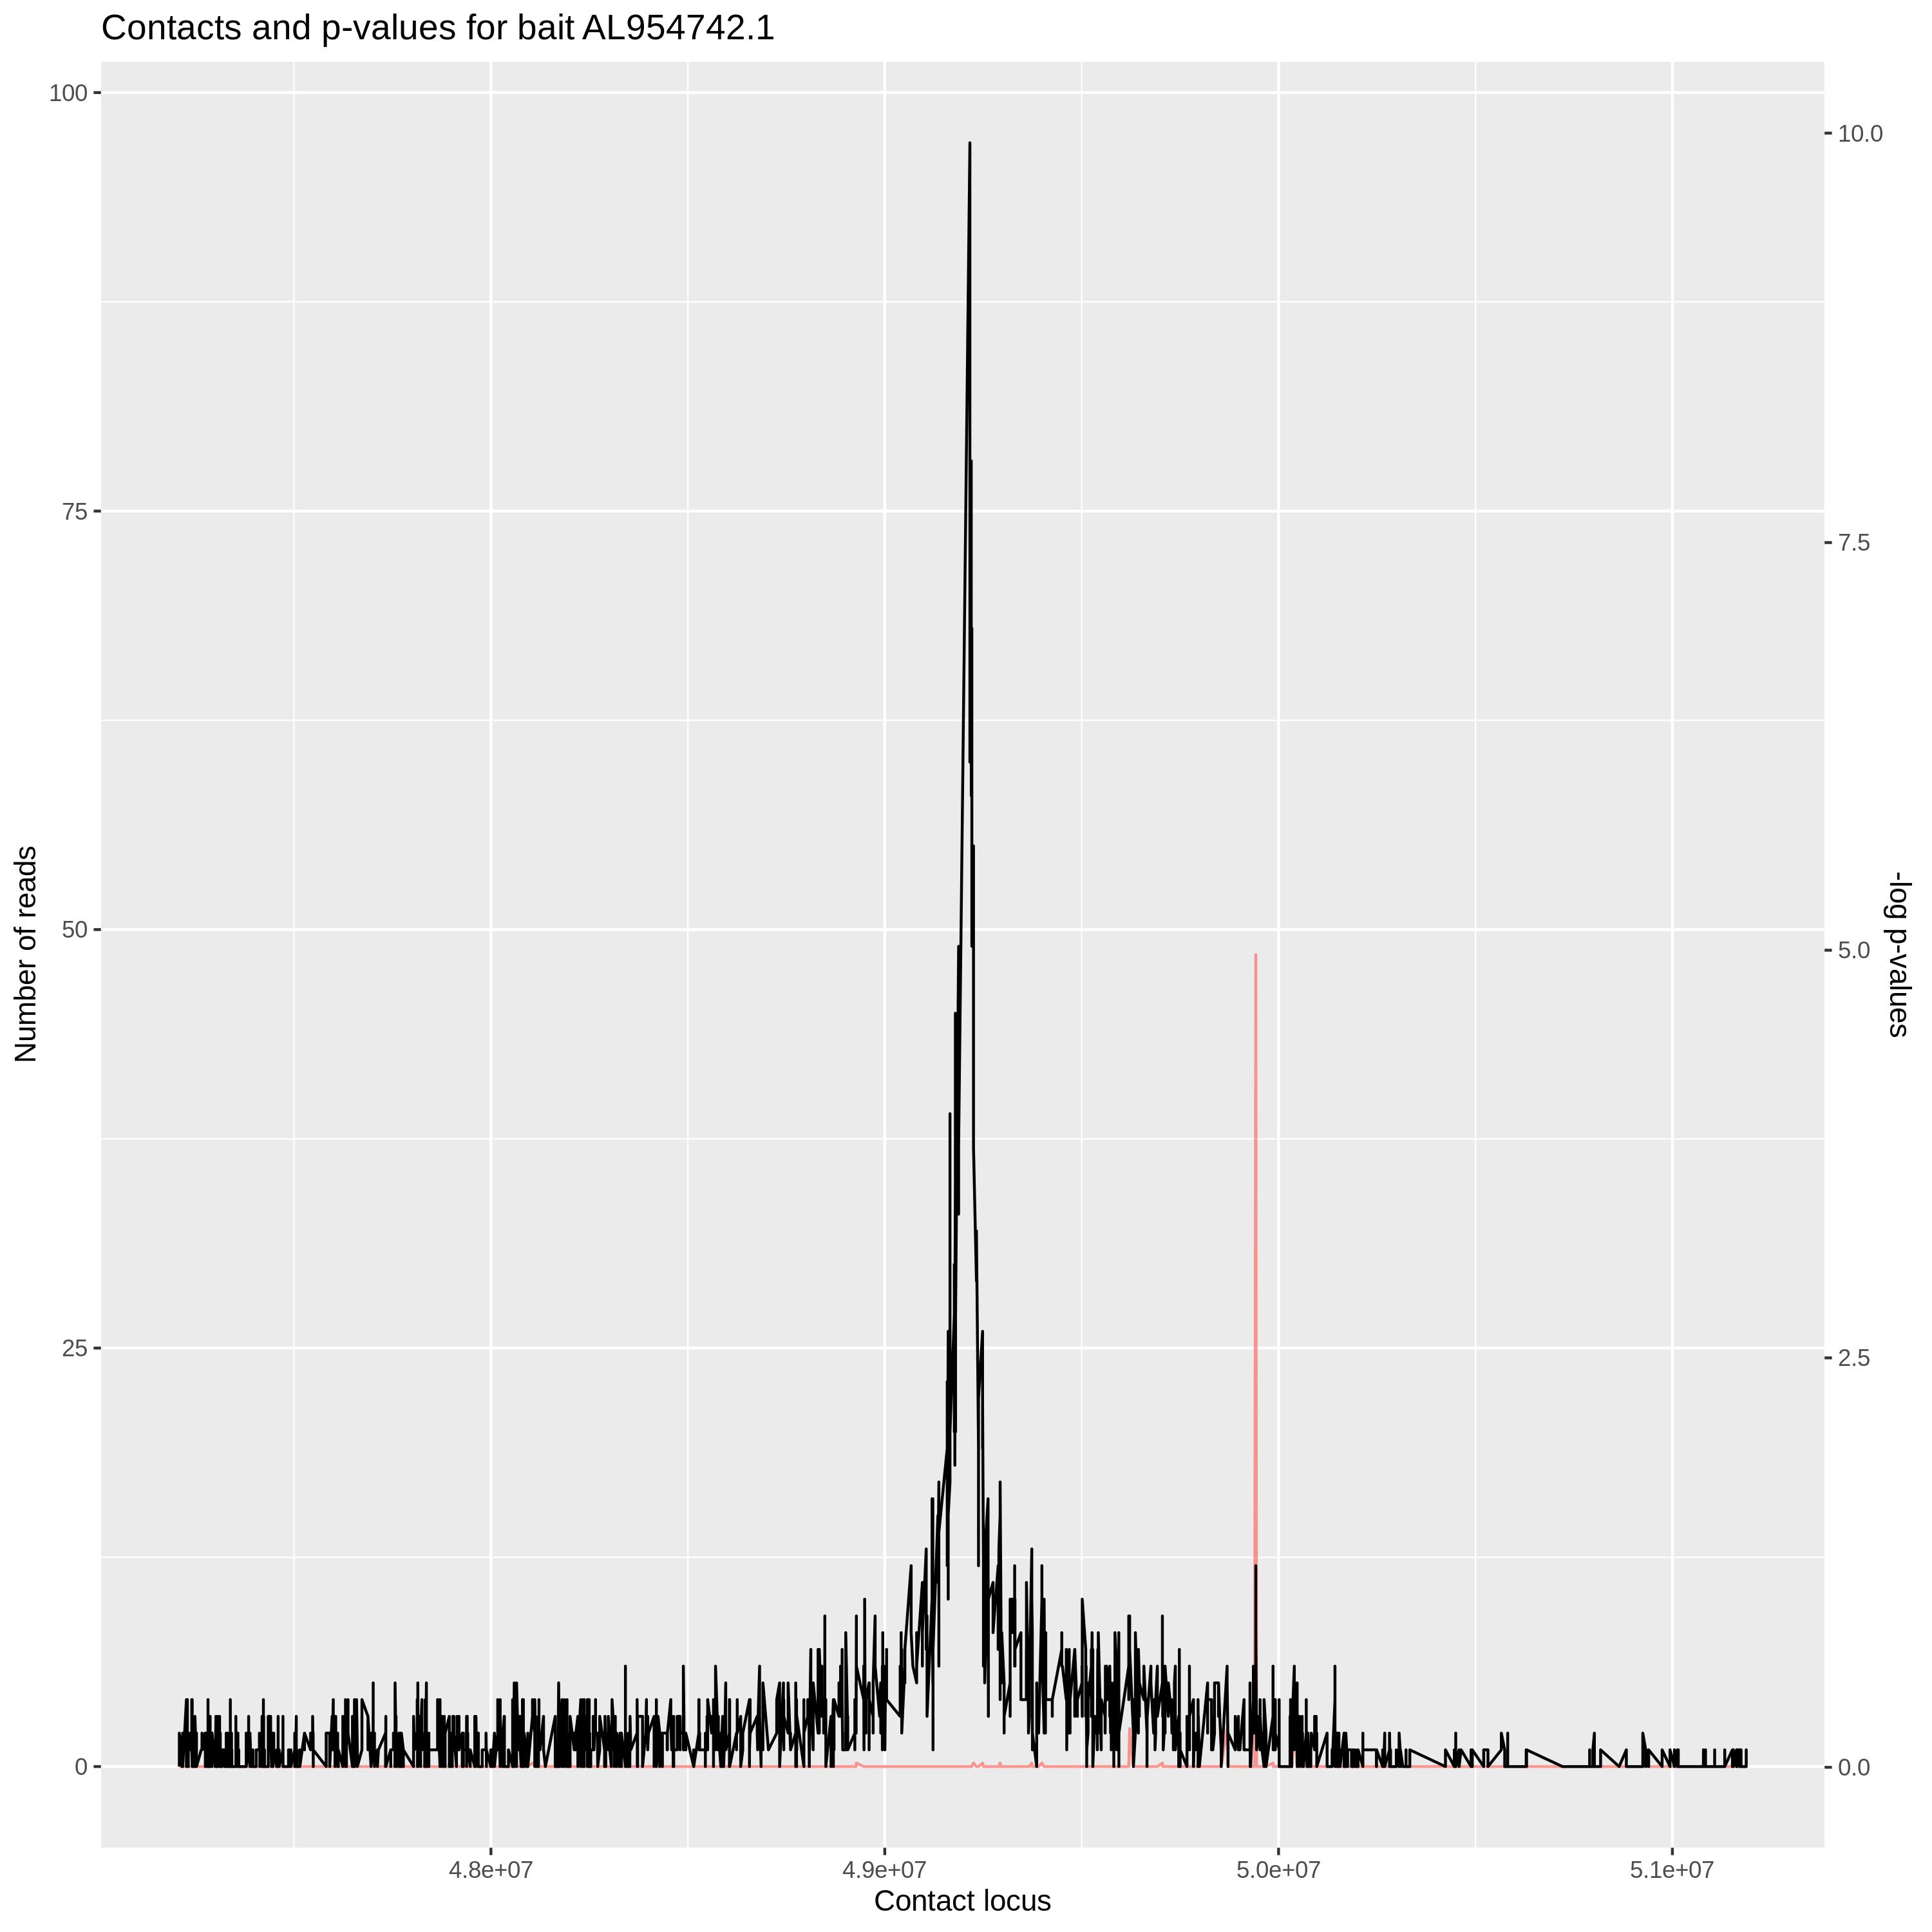 Contacts and p-values for bait AL954742.1
100
75
50
25
0
Number of reads
10.0
7.5
5.0
2.5
0.0
-log p-values
4.8e+07
4.9e+07
5.0e+07
5.1e+07
Contact locus